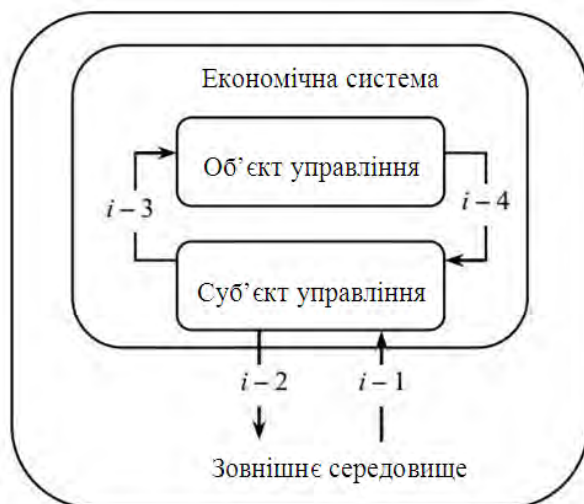 Економічна система
Об’єкт управління
i – 3
i – 4
Суб’єкт управління
i – 2
i – 1
Зовнішнє середовище